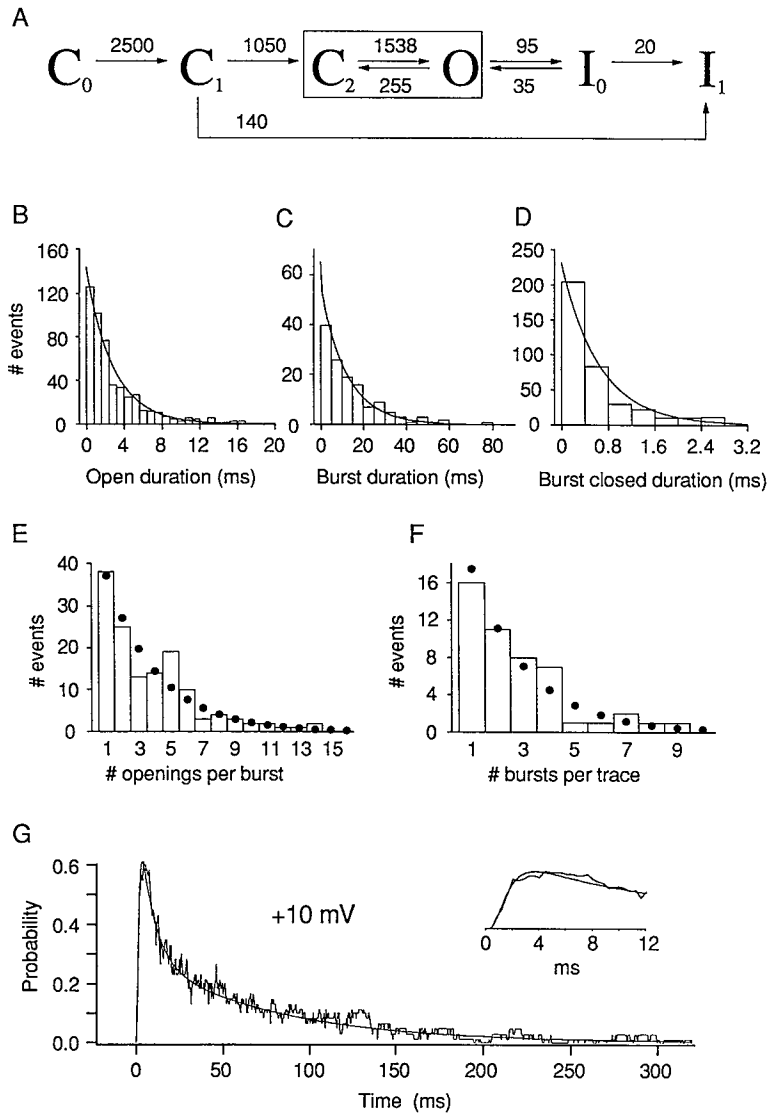 A
2500 1050 1538 95 20
C0 C1 C2 O I0 I1
255 35
140
B C D
160
120
80
40
0
# events
0 4 8 12 16 20
Open duration (ms)
60
40
20
0
0 20 40 60 80
Burst duration (ms)
250
200
150
100
50
0
0 0.8 1.6 2.4 3.2
Burst closed duration (ms)
E F
40
30
20
10
0
# events
1 3 5 7 9 11 13 15
# openings per burst
16
12
8
4
0
# events
1 3 5 7 9
# bursts per trace
G
0.6
0.4
0.2
0.0
Probability
+10 mV
0 4 8 12
ms
0 50 100 150 200 250 300
Time (ms)